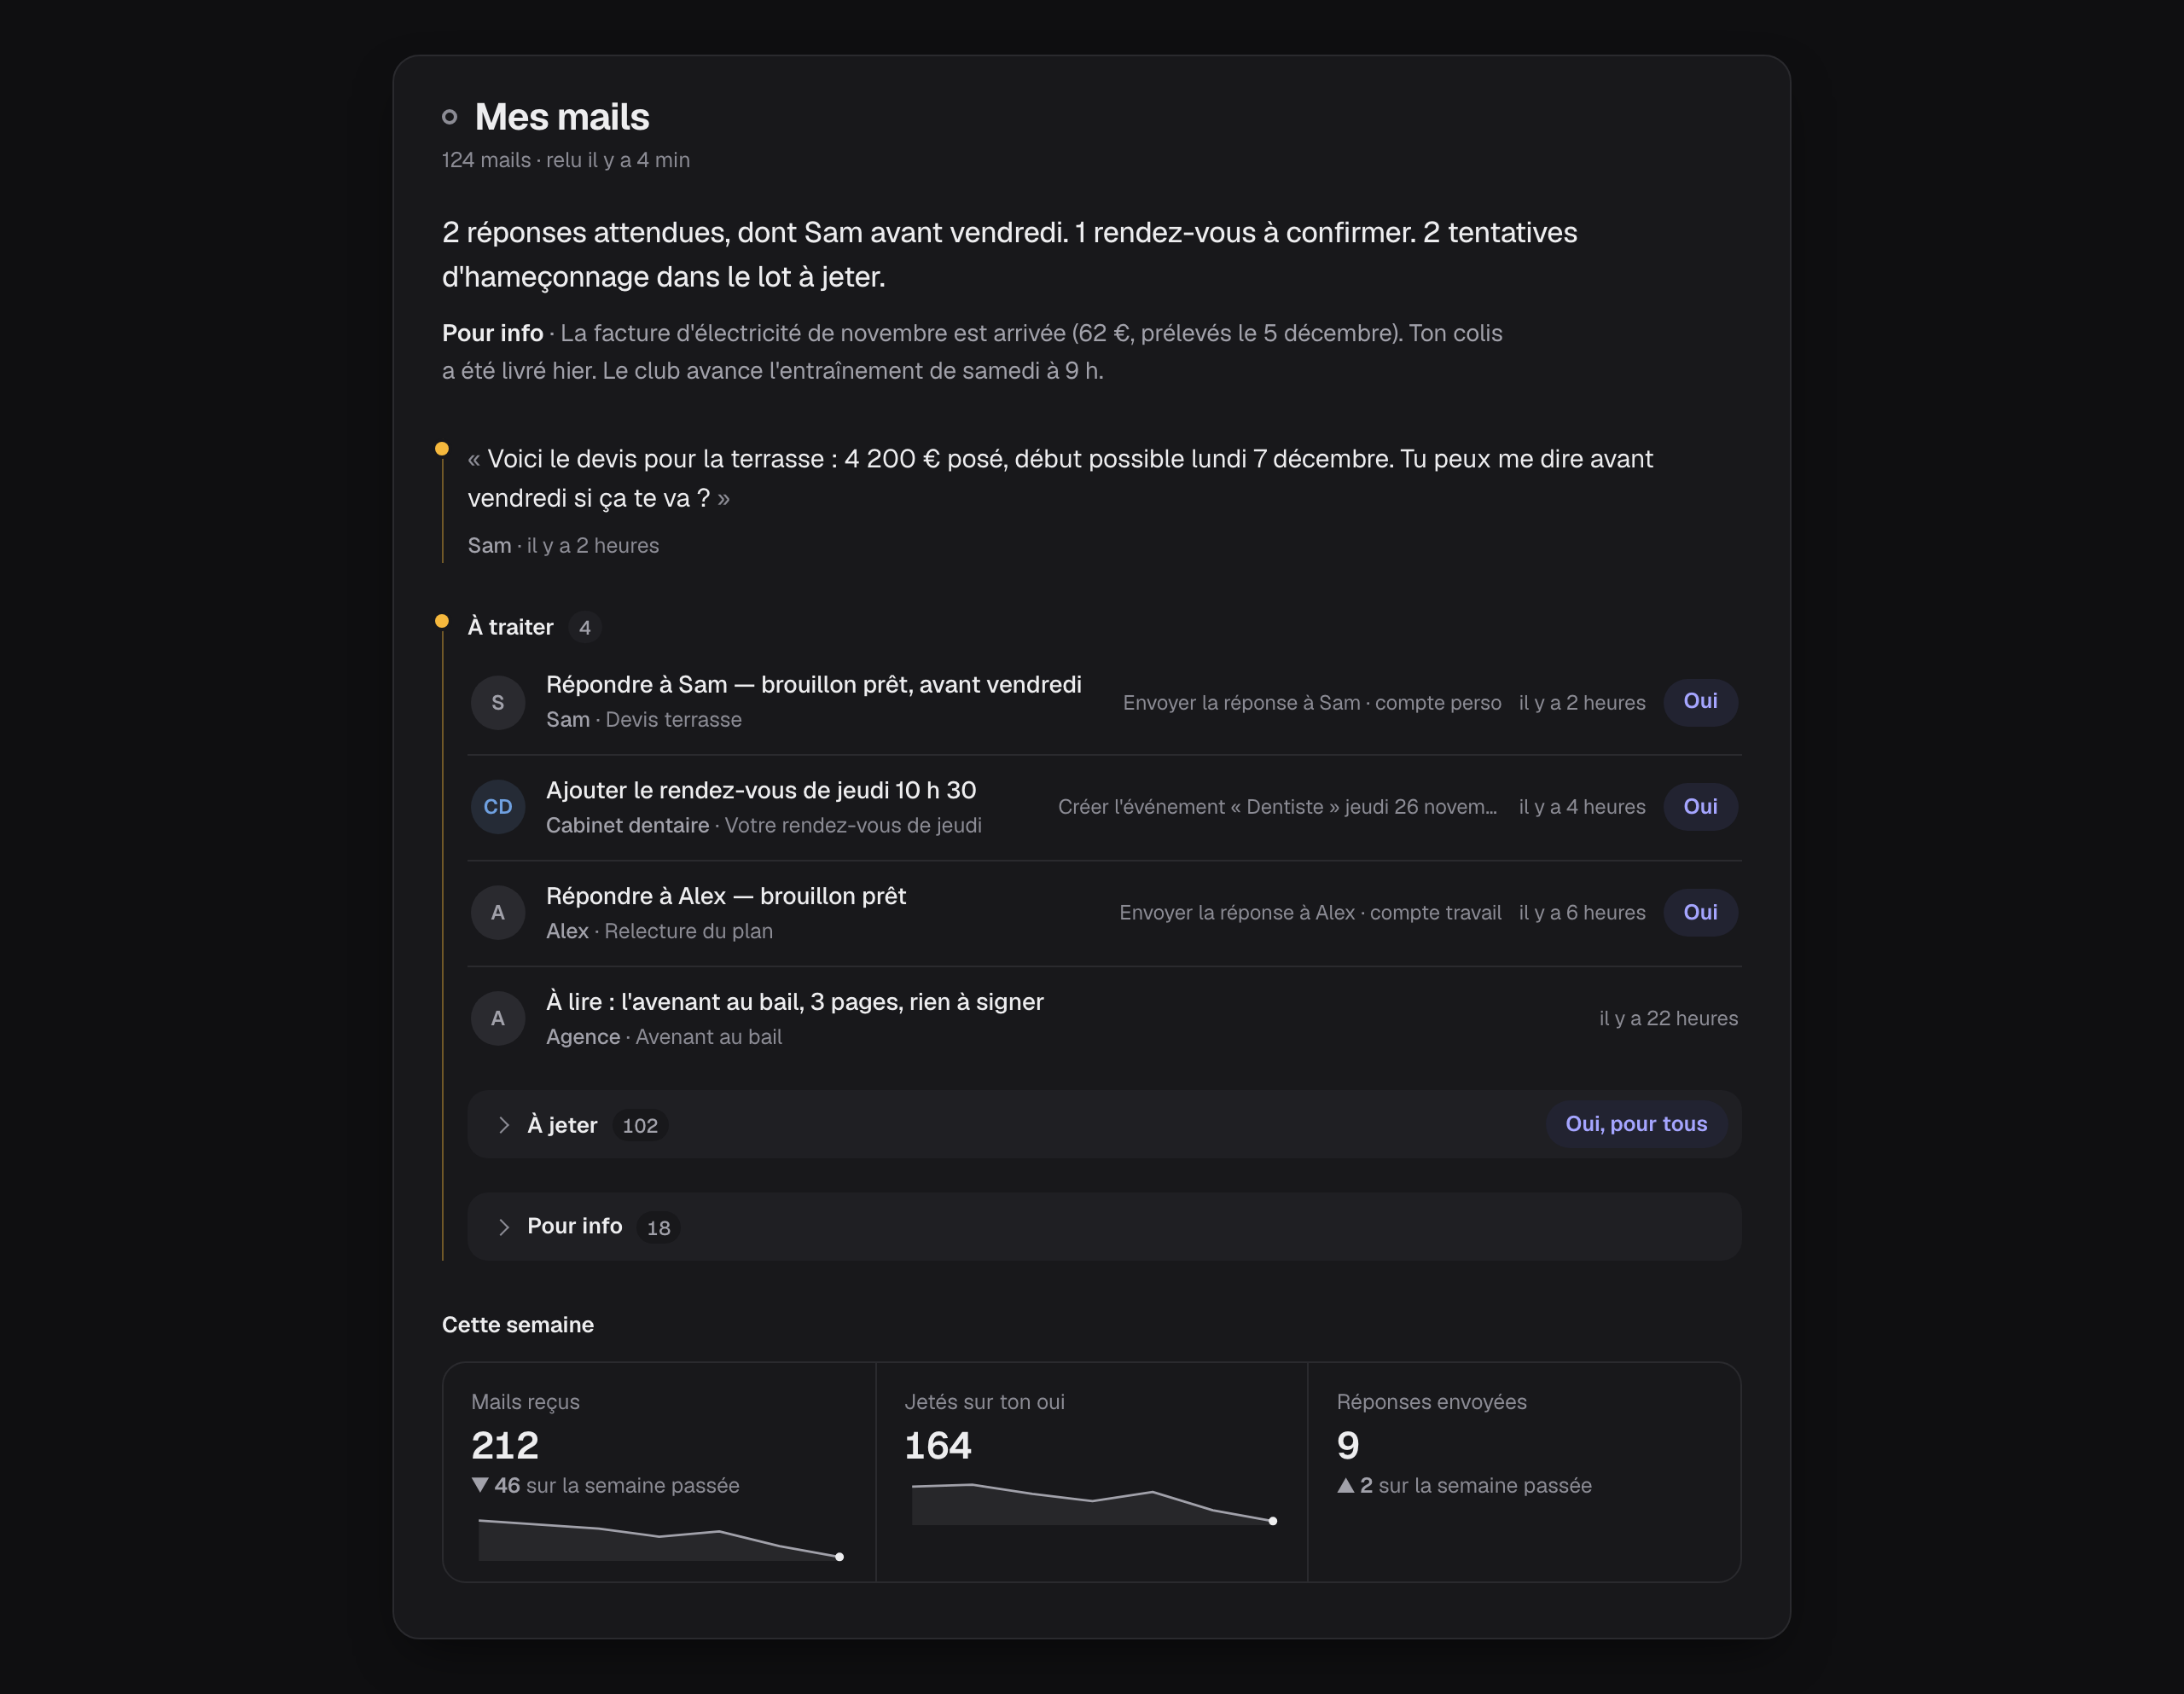 Mes mails
124 mails · relu il y a 4 min
2 réponses attendues, dont Sam avant vendredi. 1 rendez-vous à confirmer. 2 tentatives
d'hameçonnage dans le lot à jeter.
Pour info · La facture d'électricité de novembre est arrivée (62 €, prélevés le 5 décembre). Ton colis
a été livré hier. Le club avance l'entraînement de samedi à 9 h.
« Voici le devis pour la terrasse : 4 200 € posé, début possible lundi 7 décembre. Tu peux me dire avant
vendredi si ça te va ? »
Sam · il y a 2 heures
À traiter 4
S
Répondre à Sam — brouillon prêt, avant vendredi
Sam · Devis terrasse
Envoyer la réponse à Sam · compte perso il y a 2 heures Oui
CD
Ajouter le rendez-vous de jeudi 10 h 30
Cabinet dentaire · Votre rendez-vous de jeudi
Créer l'événement « Dentiste » jeudi 26 novem... il y a 4 heures Oui
A
Répondre à Alex — brouillon prêt
Alex · Relecture du plan
Envoyer la réponse à Alex · compte travail il y a 6 heures Oui
A
À lire : l'avenant au bail, 3 pages, rien à signer
Agence · Avenant au bail
il y a 22 heures
À jeter 102 Oui, pour tous
Pour info 18
Cette semaine
Mails reçus
212
▼ 46 sur la semaine passée
Jetés sur ton oui
164
Réponses envoyées
9
▲ 2 sur la semaine passée